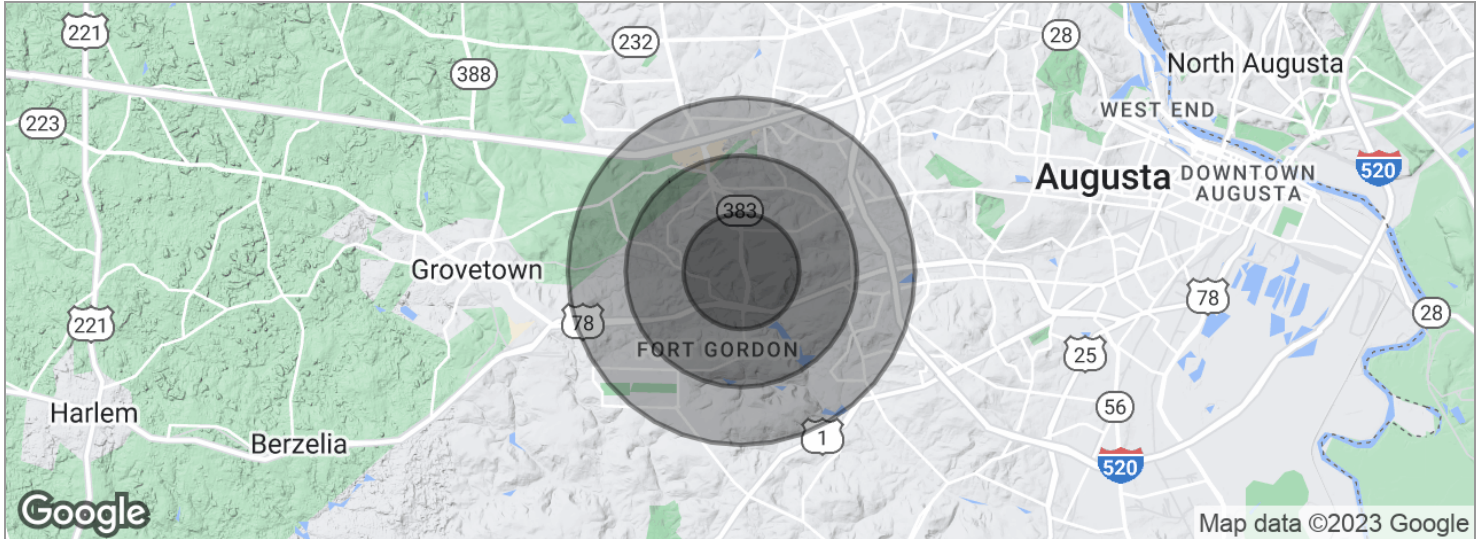 221
232
28
North Augusta
388
WEST END
223
520
Augusta
DOWNTOWN
AUGUSTA
383
Grovetown
78
78
221
28
FORT GORDON
25
Harlem
56
Berzelia
1
520
Google
Map data ©2023 Google